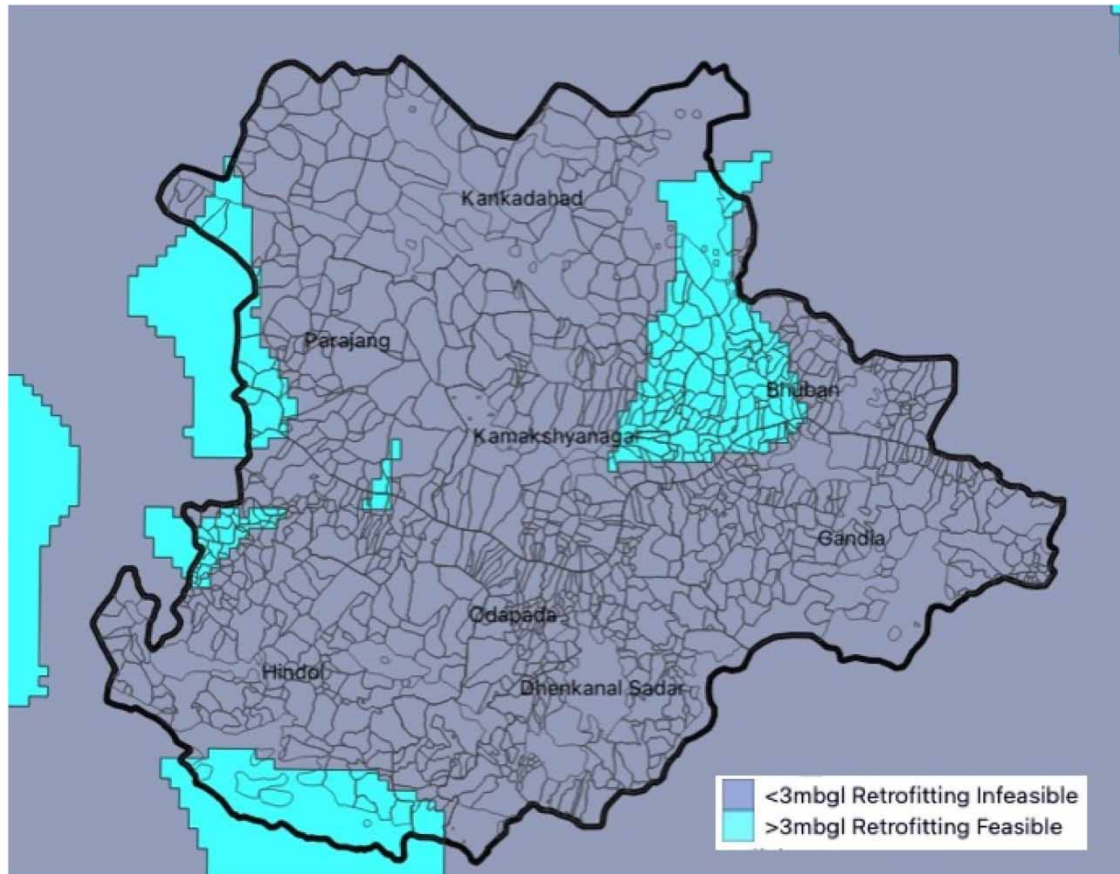 Kankadahad
Parajang
Bhuban
Kamakshyanagar
Gandia
Odapada
Hindol
Dhenkanal Sadar
<3mbgl Retrofitting Infeasible
>3mbgl Retrofitting Feasible